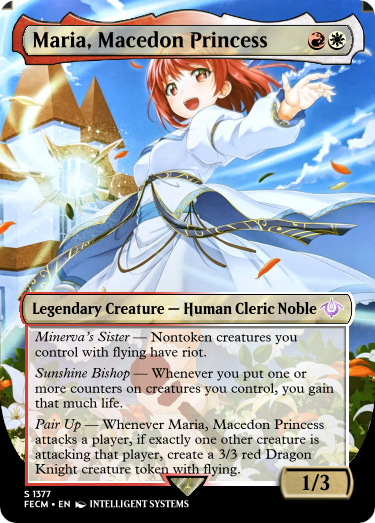 Maria, Macedon Princess
Legendary Creature — Human Cleric Noble
Minerva's Sister — Nontoken creatures you
control with flying have riot.
Sunshine Bishop — Whenever you put one or
more counters on creatures you control, you gain
that much life.
Pair Up — Whenever Maria, Macedon Princess
attacks a player, if exactly one other creature is
attacking that player, create a 3/3 red Dragon
Knight creature token with flying.
1/3
S 1377
FECM • EN INTELLIGENT SYSTEMS